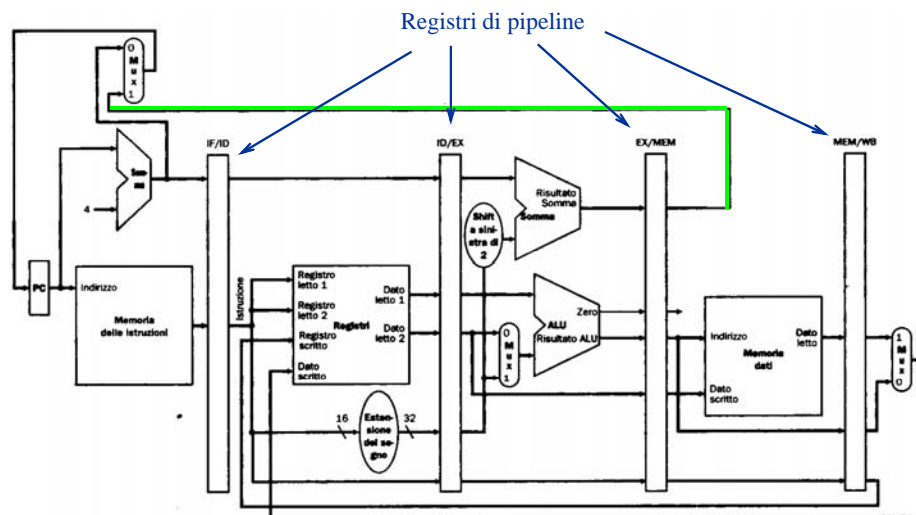 Registri di pipeline
0
M
u
x
1
IF/ID
ID/EX
EX/MEM
MEM/WB
4
Risultato
Somma
Somma
Shift
a sini-
stra di
2
PC
Indirizzo
Memoria
delle istruzioni
Istruzione
Registro
letto 1
Registro
letto 2
Registro
scritto
Dato
scritto
Registri
Dato
letto 1
Dato
letto 2
0
M
u
x
1
Zero
ALU
Risultato ALU
Indirizzo
Dato
letto
Memoria
dati
Dato
scritto
1
M
u
x
0
16
Esten-
sione
del se-
gno
32